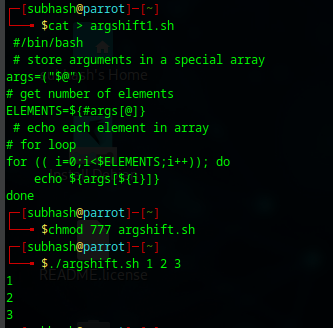 ┌─[subhash@parrot]─[~]
└──╼ $cat > argshift1.sh
 #/bin/bash
 # store arguments in a special array
args=("$@")
# get number of elements
ELEMENTS=${#args[@]}
 # echo each element in array
# for loop
for (( i=0;i<$ELEMENTS;i++)); do
    echo ${args[${i}]}
done
┌─[subhash@parrot]─[~]
└──╼ $chmod 777 argshift.sh
┌─[subhash@parrot]─[~]
└──╼ $./argshift.sh 1 2 3
README.license
1
2
3